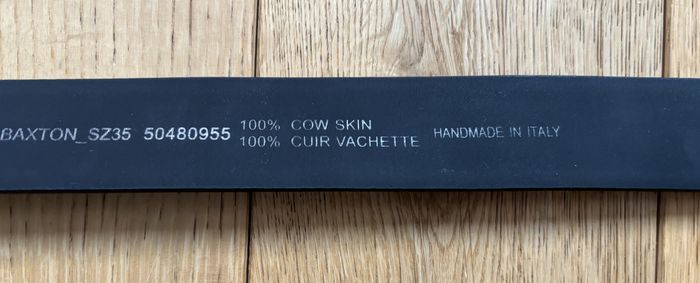 BAXTON_SZ35 50480955
100% COW SKIN
100% CUIR VACHETTE
HANDMADE IN ITALY